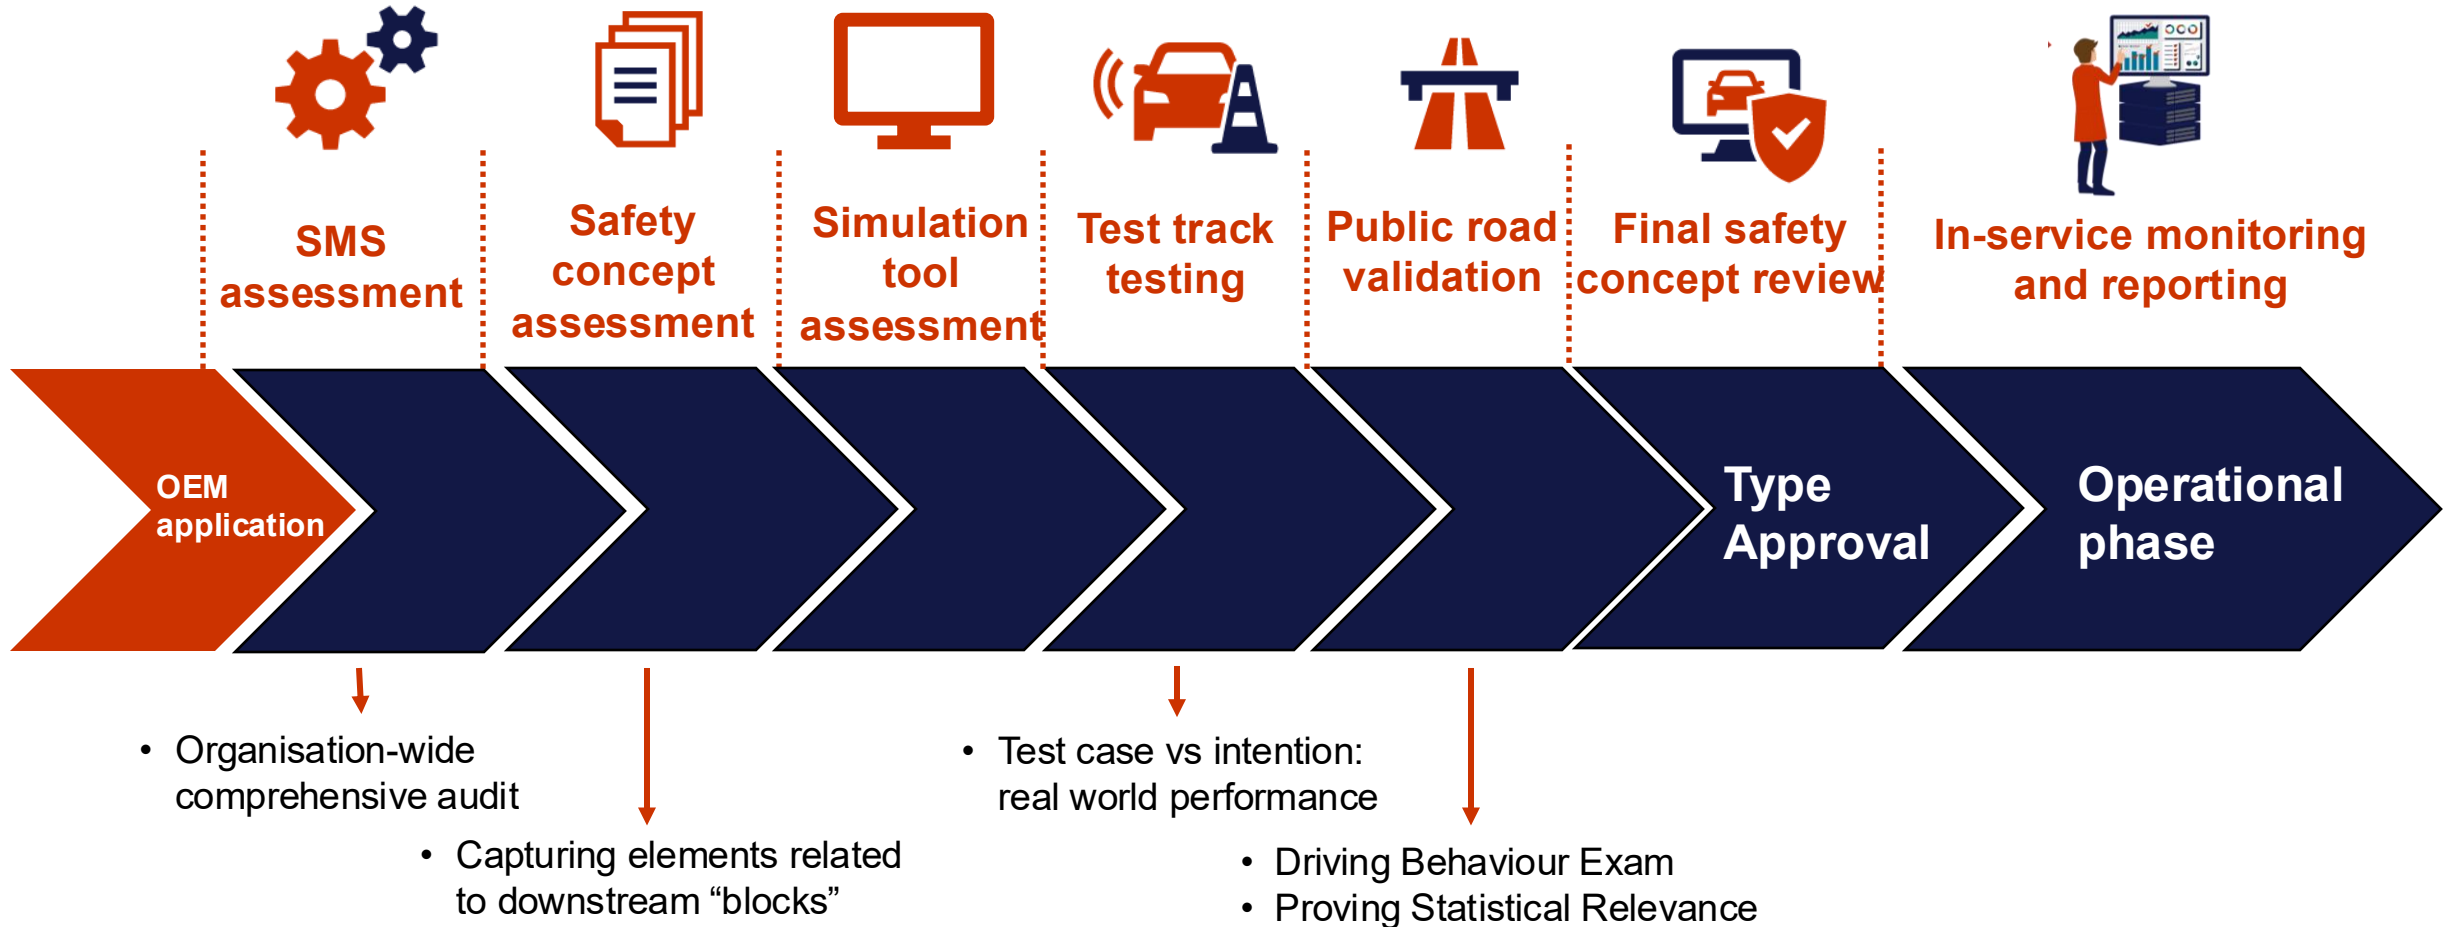 SMS
assessment
Safety
concept
assessment
Simulation
tool
assessment
Test track
testing
Public road
validation
Final safety
concept review
In-service monitoring
and reporting
OEM
application
Type
Approval
Operational
phase
• Organisation-wide
comprehensive audit
• Capturing elements related
to downstream “blocks”
• Test case vs intention:
real world performance
• Driving Behaviour Exam
• Proving Statistical Relevance